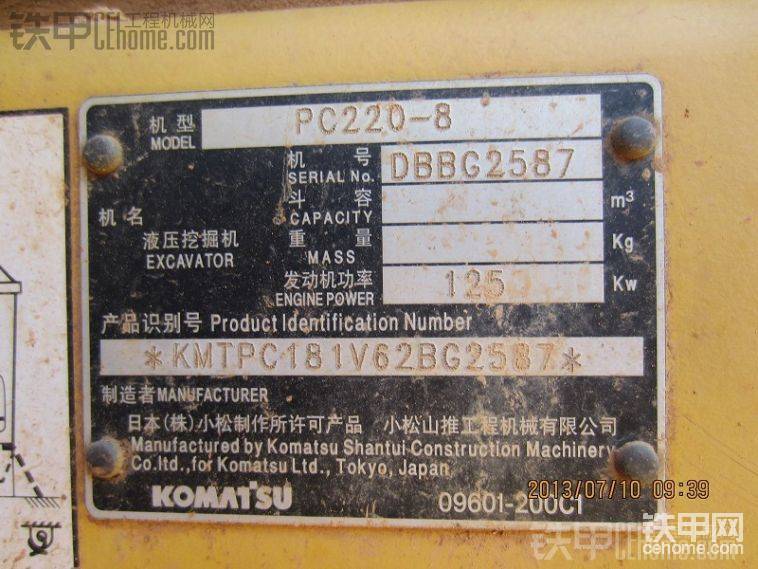 铁甲工程机械网
cehome.com
机型 PC220-8
MODEL
机号 DBBG2587
SERIAL No.
斗容 m³
CAPACITY
机名
液压挖掘机
EXCAVATOR
重量 Kg
MASS
发动机功率 125 Kw
ENGINE POWER
产品识别号 Product Identification Number
*KMTPC181V62BG2587*
制造者 MANUFACTURER
日本(株)小松制作所许可产品 小松山推工程机械有限公司
Manufactured by Komatsu Shantui Construction Machinery
Co.ltd.,for Komatsu Ltd., Tokyo, Japan
KOMATSU 09601-200C1
2013/07/10 09:39
铁甲网
cehome.com